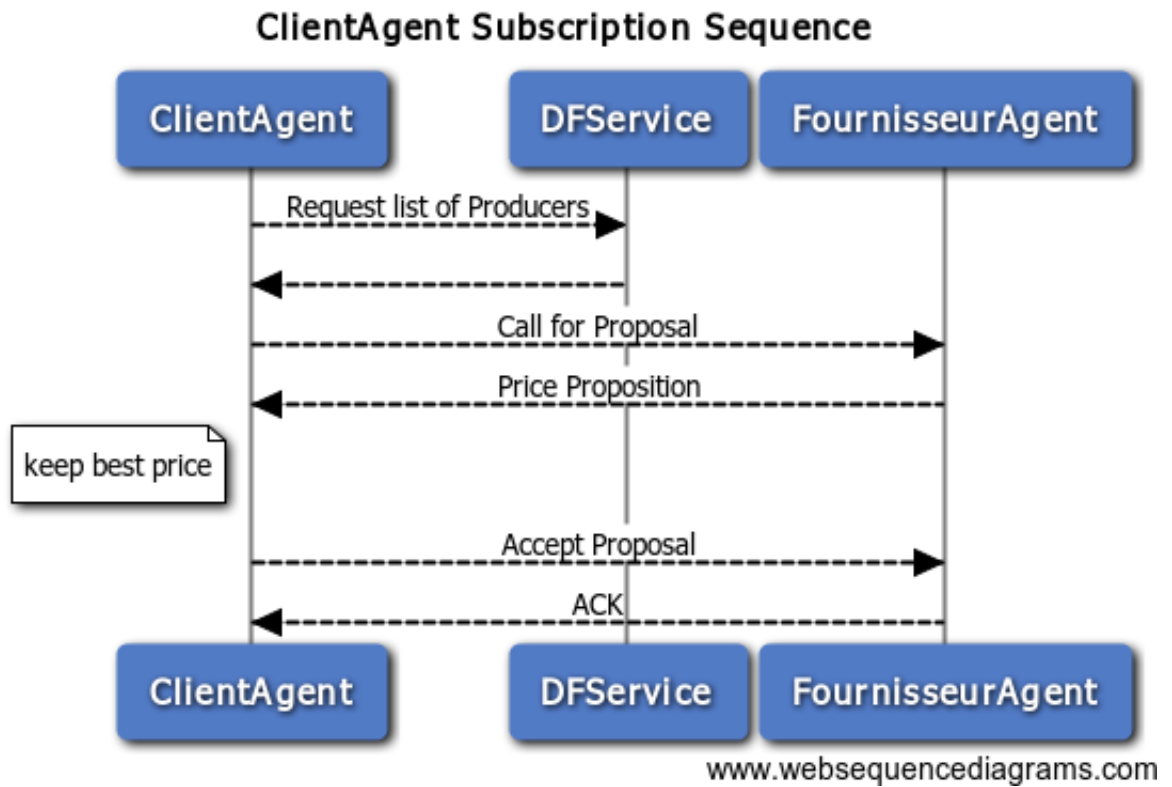 ClientAgent Subscription Sequence
ClientAgent
DFService
FournisseurAgent
Request list of Producers
Call for Proposal
Price Proposition
keep best price
Accept Proposal
ACK
ClientAgent
DFService
FournisseurAgent
www.websequencediagrams.com